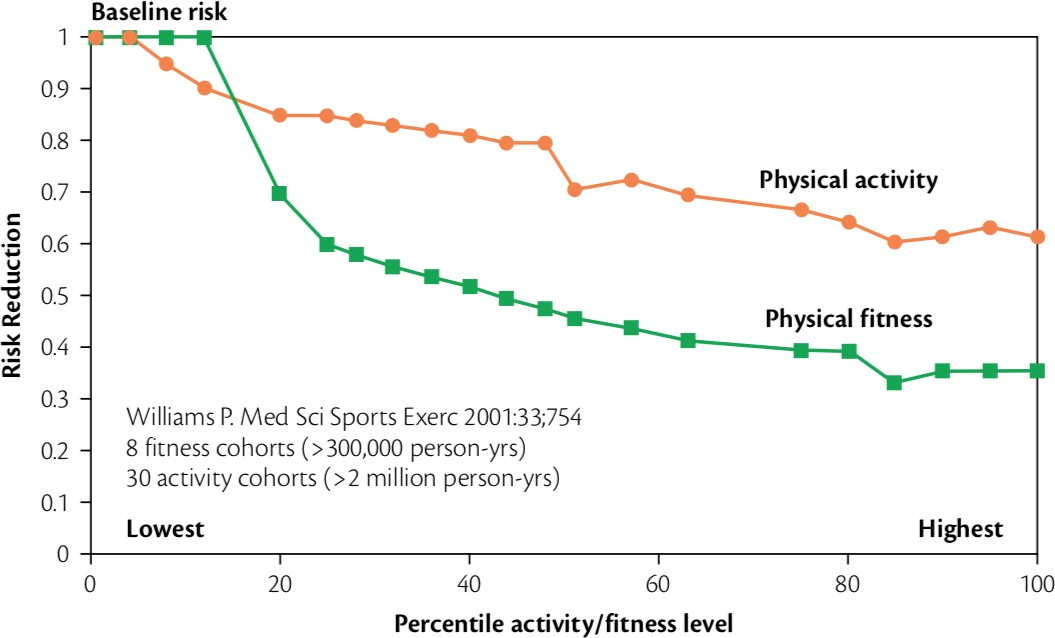 Baseline risk
1
0.9
0.8
0.7
0.6
0.5
0.4
0.3
0.2
0.1
0
Risk Reduction
Physical activity
Physical fitness
Williams P. Med Sci Sports Exerc 2001:33;754
8 fitness cohorts (>300,000 person-yrs)
30 activity cohorts (>2 million person-yrs)
Lowest
Highest
0 20 40 60 80 100
Percentile activity/fitness level